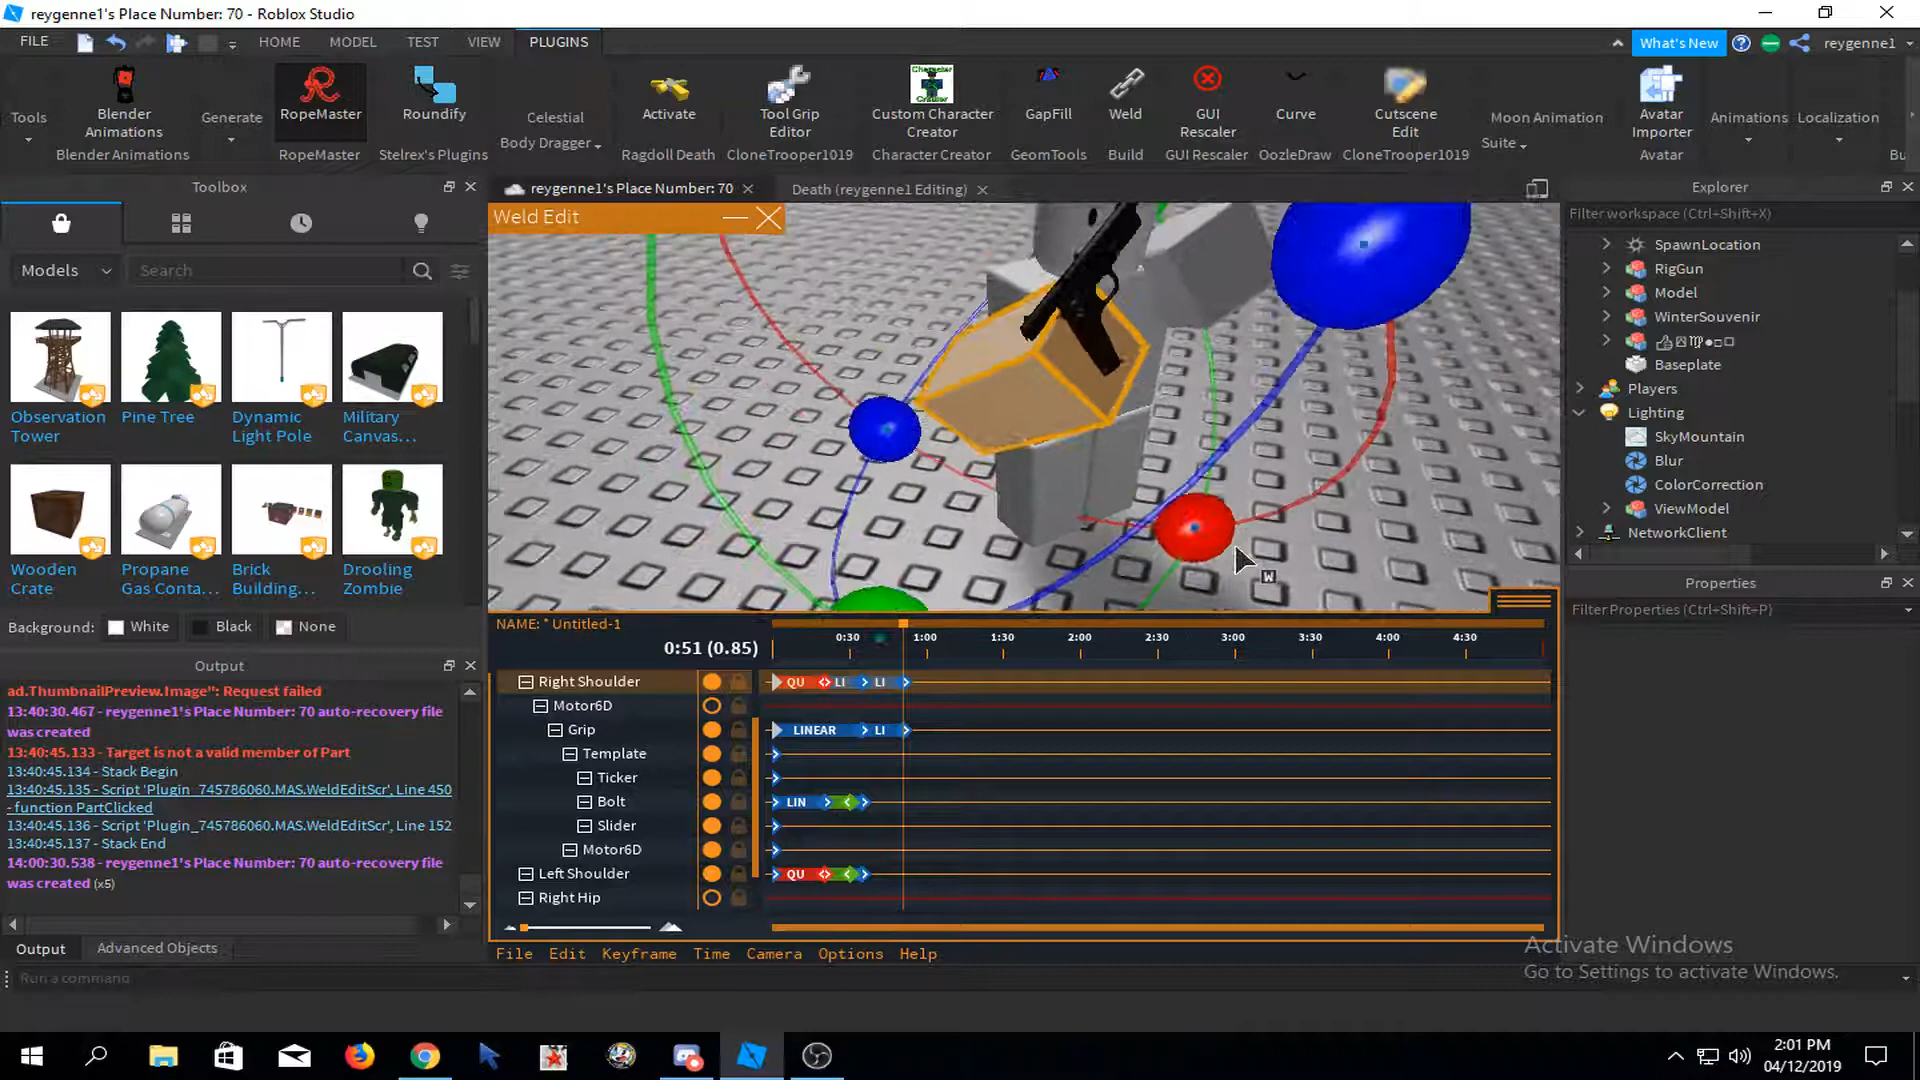 reygenne1's Place Number: 70 - Roblox Studio
FILE HOME MODEL TEST VIEW PLUGINS What's New reygenne1
Tools Blender Animations Generate RopeMaster Roundify Celestial Body Dragger Activate Tool Grip Editor Custom Character Creator GapFill Weld GUI Rescaler Curve Cutscene Edit Moon Animation Suite Avatar Importer Animations Localization
Blender Animations RopeMaster Stelrex's Plugins Ragdoll Death CloneTrooper1019 Character Creator GeomTools Build GUI Rescaler OozleDraw CloneTrooper1019 Avatar Bu
Toolbox
Models Search
Observation Tower
Pine Tree
Dynamic Light Pole
Military Canvas...
Wooden Crate
Propane Gas Conta...
Brick Building...
Drooling Zombie
Background: White Black None
Output
ad.ThumbnailPreview.Image": Request failed
13:40:30.467 - reygenne1's Place Number: 70 auto-recovery file
was created
13:40:45.133 - Target is not a valid member of Part
13:40:45.134 - Stack Begin
13:40:45.135 - Script 'Plugin_745786060.MAS.WeldEditScr', Line 450
- function PartClicked
13:40:45.136 - Script 'Plugin_745786060.MAS.WeldEditScr', Line 152
13:40:45.137 - Stack End
14:00:30.538 - reygenne1's Place Number: 70 auto-recovery file
was created (x5)
Output Advanced Objects
Run a command
reygenne1's Place Number: 70 Death (reygenne1 Editing)
Weld Edit
W
NAME: * Untitled-1
0:51 (0.85)
0:30 1:00 1:30 2:00 2:30 3:00 3:30 4:00 4:30
Right Shoulder QU LI LI
Motor6D
Grip LINEAR LI
Template
Ticker
Bolt LIN
Slider
Motor6D
Left Shoulder QU
Right Hip
File Edit Keyframe Time Camera Options Help
Explorer
Filter workspace (Ctrl+Shift+X)
SpawnLocation
RigGun
Model
WinterSouvenir
Baseplate
Players
Lighting
SkyMountain
Blur
ColorCorrection
ViewModel
NetworkClient
Properties
Filter Properties (Ctrl+Shift+P)
Activate Windows
Go to Settings to activate Windows.
2:01 PM
04/12/2019